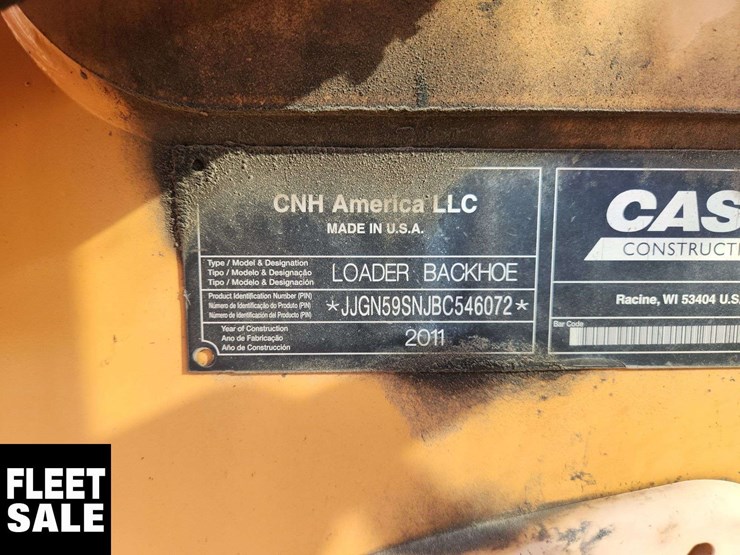 CNH America LLC
MADE IN U.S.A.
Type / Model & Designation
Tipo / Modelo & Designação
Tipo / Modelo & Designación
LOADER BACKHOE
Product Identification Number (PIN)
Número de Identificação do Produto (PIN)
Número de Identificación del Producto (PIN)
*JJGN59SNJBC546072*
Year of Construction
Ano de Fabricação
Año de Construcción
2011
CAS
CONSTRUCTI
Racine, WI 53404 U.S.
Bar Code
FLEET
SALE